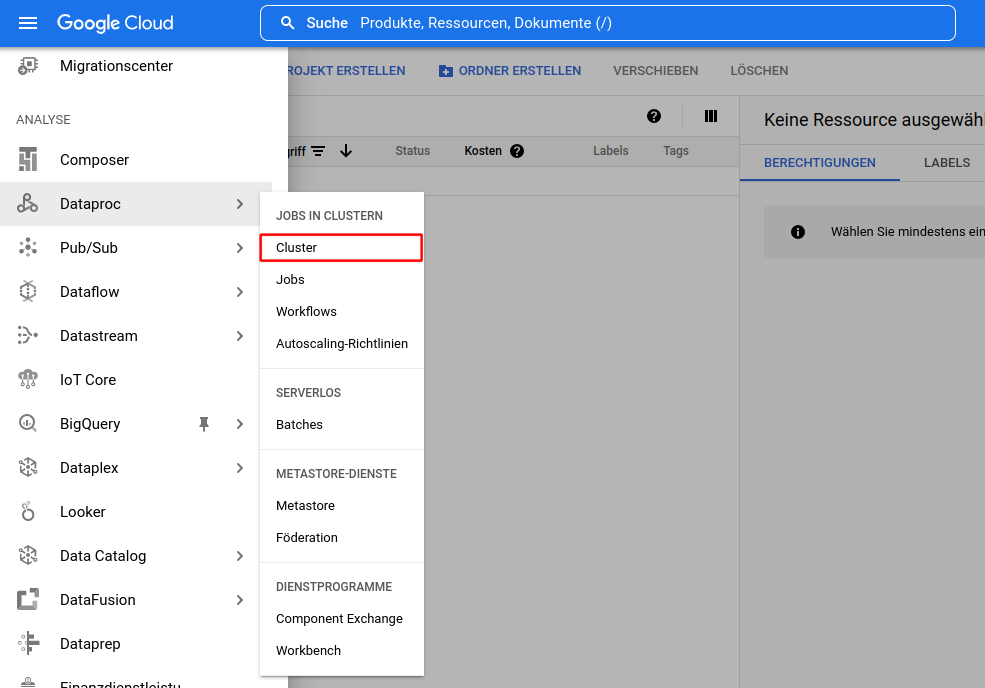 Google Cloud
Suche Produkte, Ressourcen, Dokumente (/)
Migrationscenter
ANALYSE
Composer
Dataproc
Pub/Sub
Dataflow
Datastream
IoT Core
BigQuery
Dataplex
Looker
Data Catalog
DataFusion
Dataprep
Finanzdienstleistu
JOBS IN CLUSTERN
Cluster
Jobs
Workflows
Autoscaling-Richtlinien
SERVERLOS
Batches
METASTORE-DIENSTE
Metastore
Föderation
DIENSTPROGRAMME
Component Exchange
Workbench
ROJEKT ERSTELLEN ORDNER ERSTELLEN VERSCHIEBEN LÖSCHEN
griff Status Kosten Labels Tags
Keine Ressource ausgewähl
BERECHTIGUNGEN LABELS
Wählen Sie mindestens ein